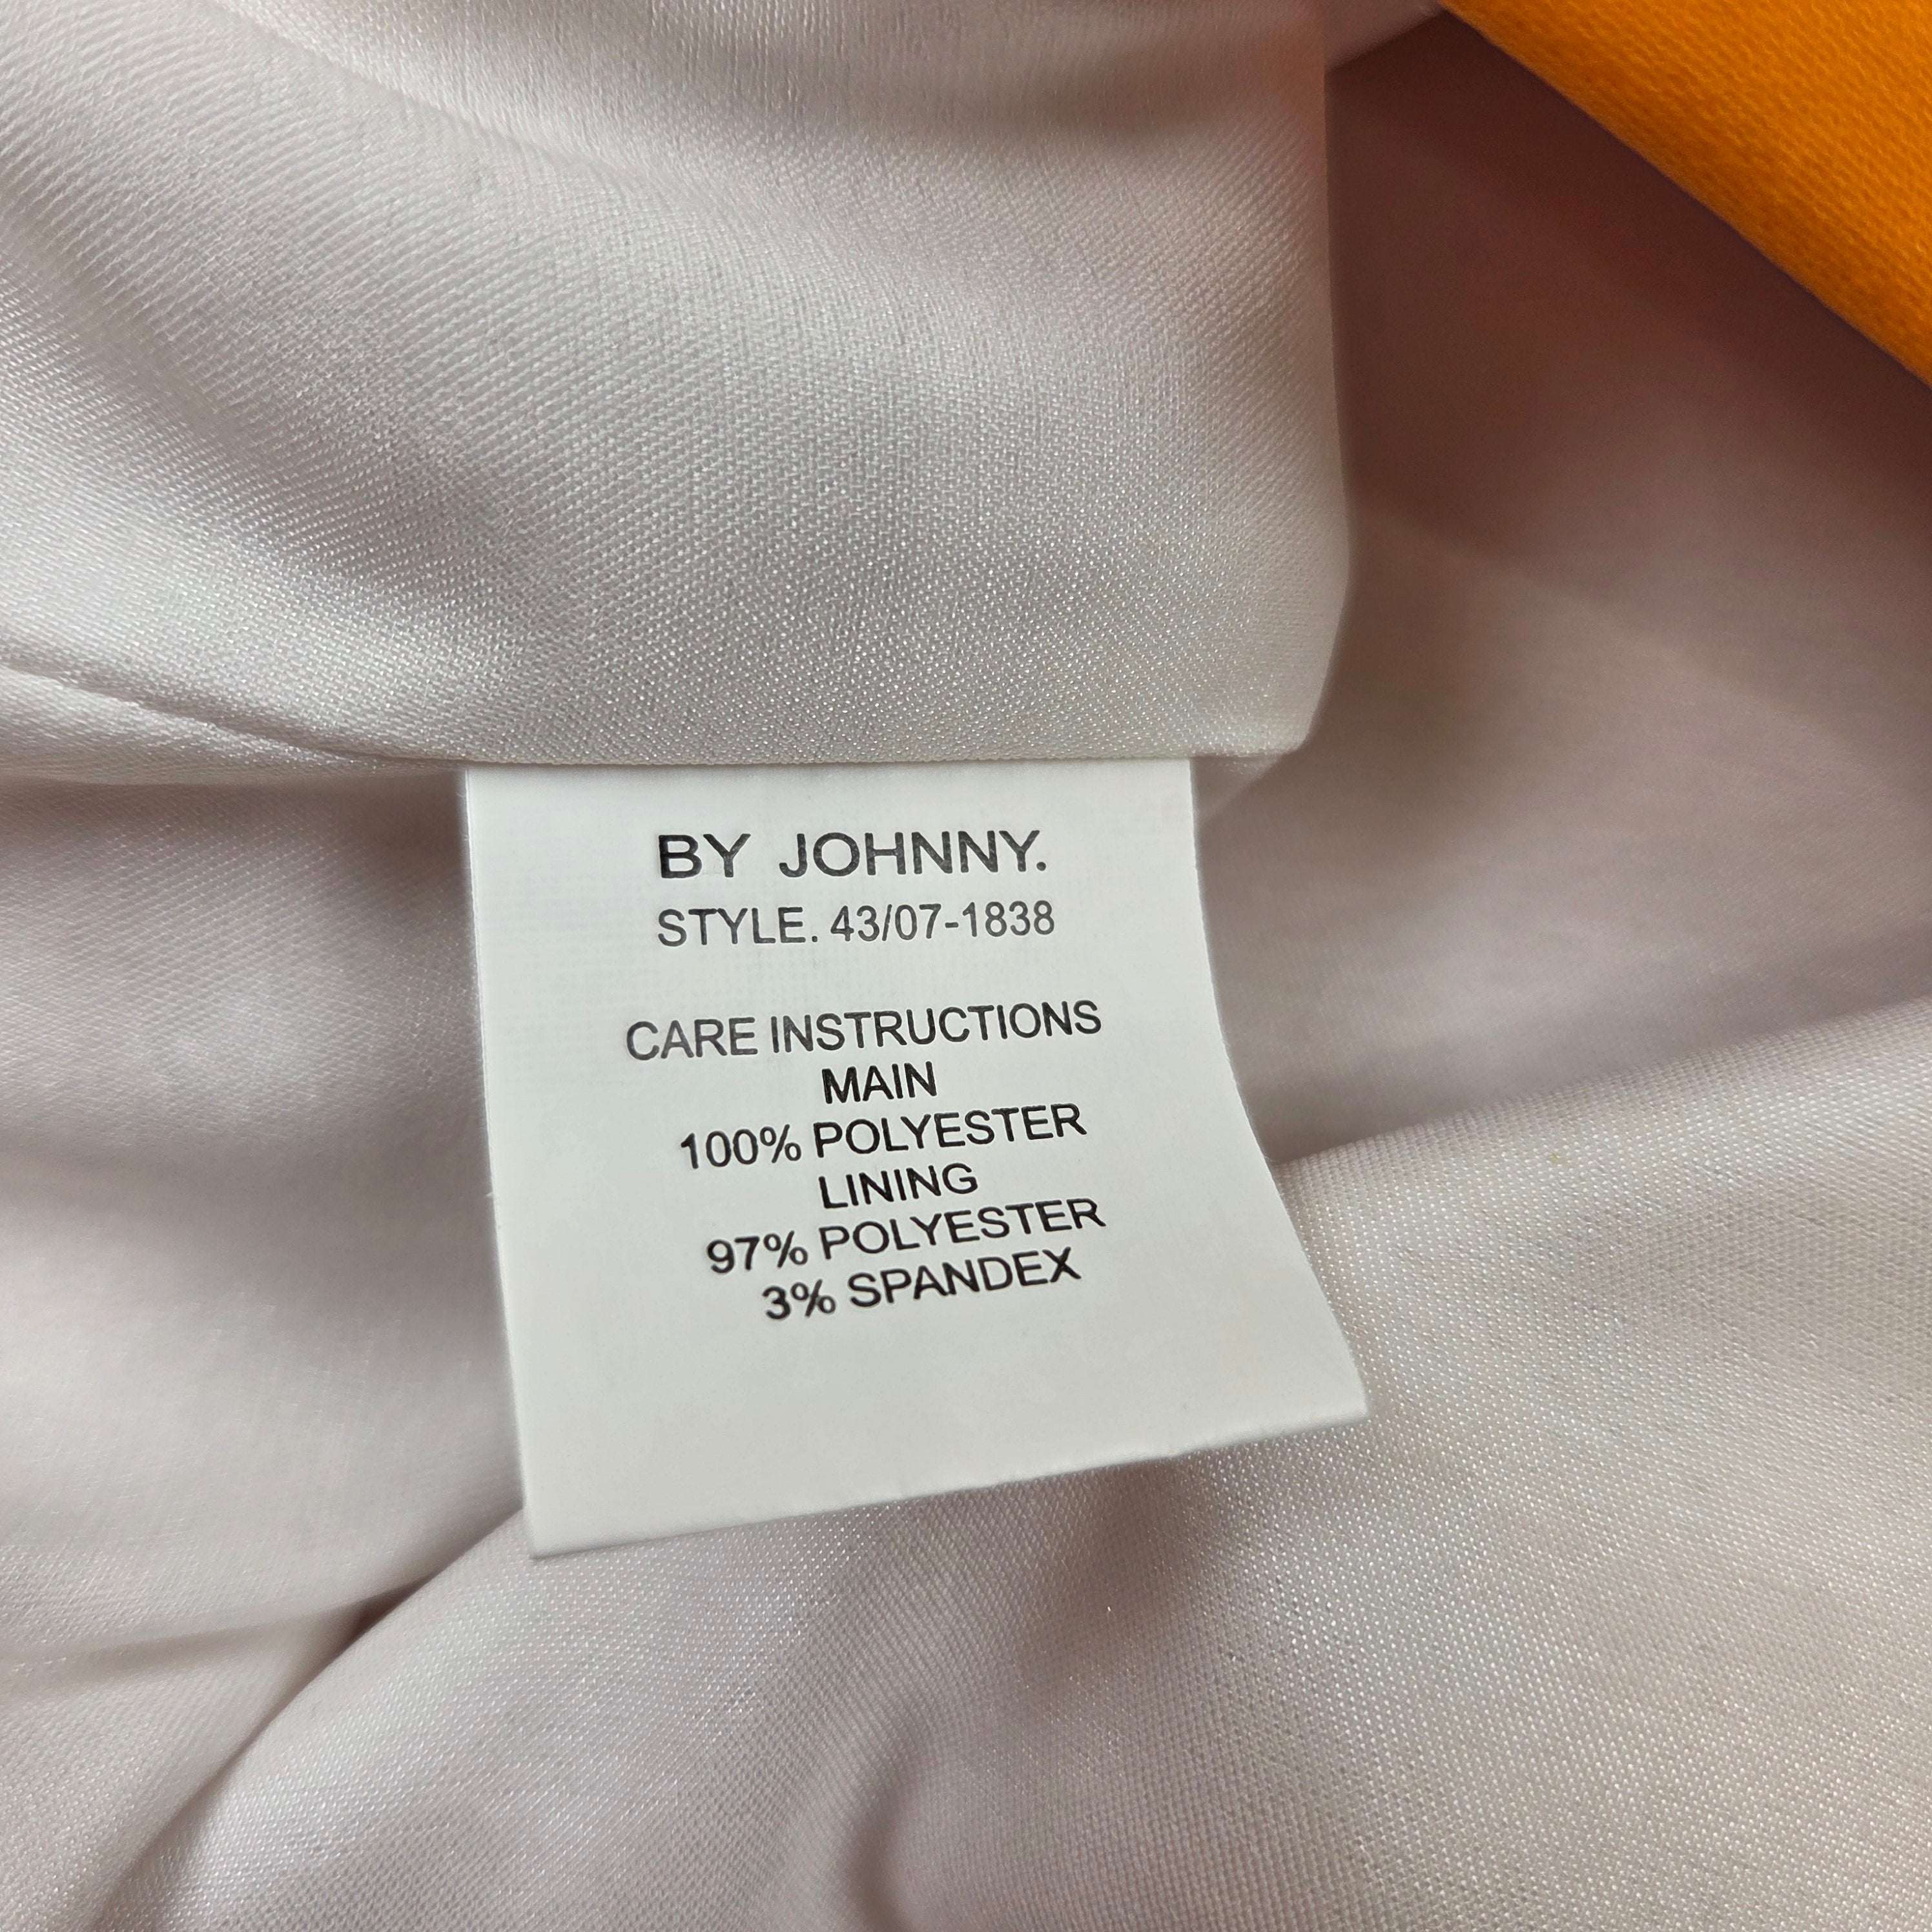 BY JOHNNY.
STYLE. 43/07-1838
CARE INSTRUCTIONS
MAIN
100% POLYESTER
LINING
97% POLYESTER
3% SPANDEX